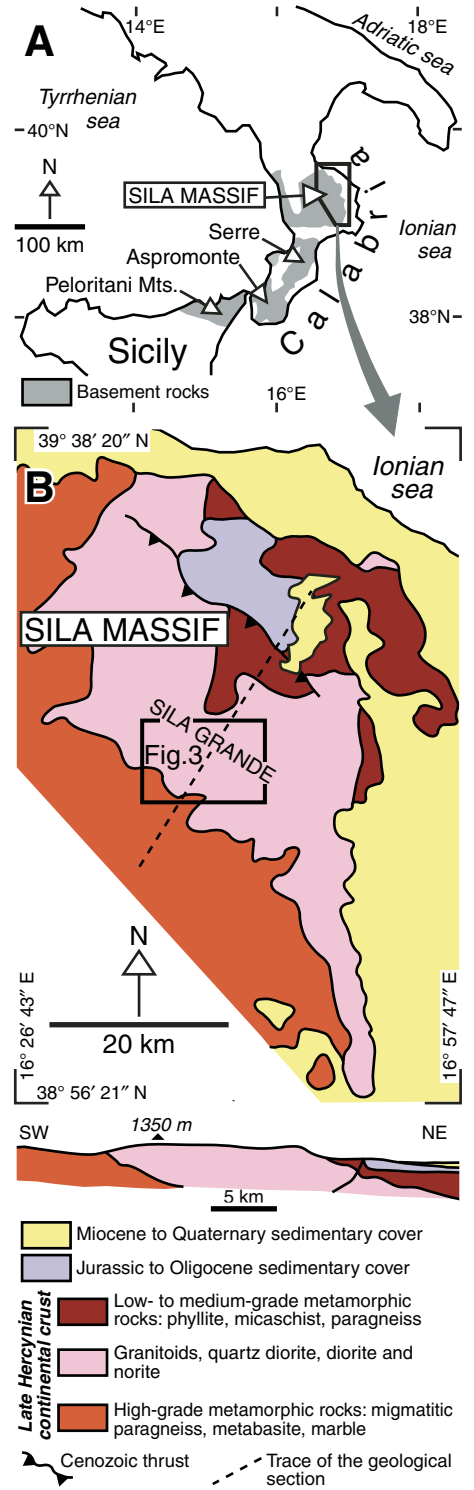 A
14°E
18°E
Adriatic sea
Tyrrhenian
sea
40°N
N
100 km
SILA MASSIF
Serre
Aspromonte
Peloritani Mts.
Calabria
Ionian
sea
38°N
Sicily
Basement rocks
16°E
39° 38′ 20″ N
Ionian
sea
B
SILA MASSIF
SILA GRANDE
Fig.3
N
20 km
16° 26′ 43″ E
16° 57′ 47″ E
38° 56′ 21″ N
SW
1350 m
NE
5 km
Miocene to Quaternary sedimentary cover
Jurassic to Oligocene sedimentary cover
Late Hercynian
continental crust
Low- to medium-grade metamorphic
rocks: phyllite, micaschist, paragneiss
Granitoids, quartz diorite, diorite and
norite
High-grade metamorphic rocks: migmatitic
paragneiss, metabasite, marble
Cenozoic thrust
Trace of the geological
section